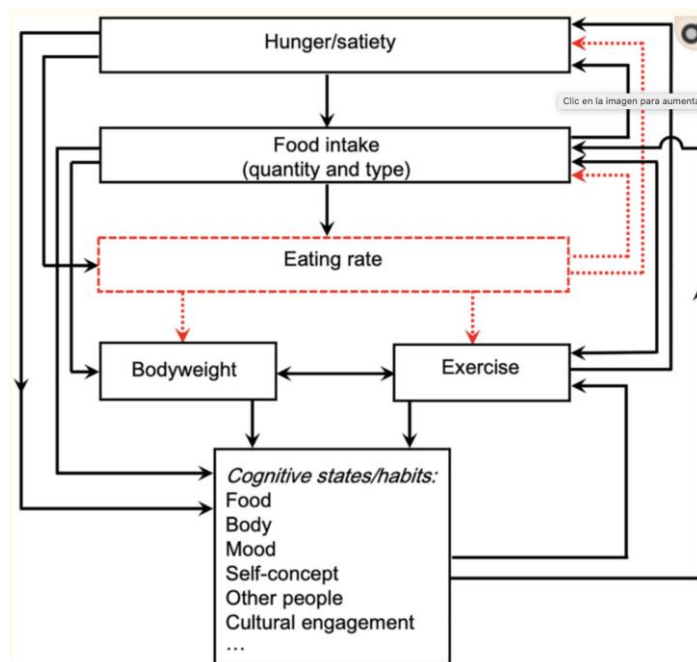 Hunger/satiety
Clic en la imagen para aumenta
Food intake
(quantity and type)
Eating rate
Bodyweight
Exercise
Cognitive states/habits:
Food
Body
Mood
Self-concept
Other people
Cultural engagement
...